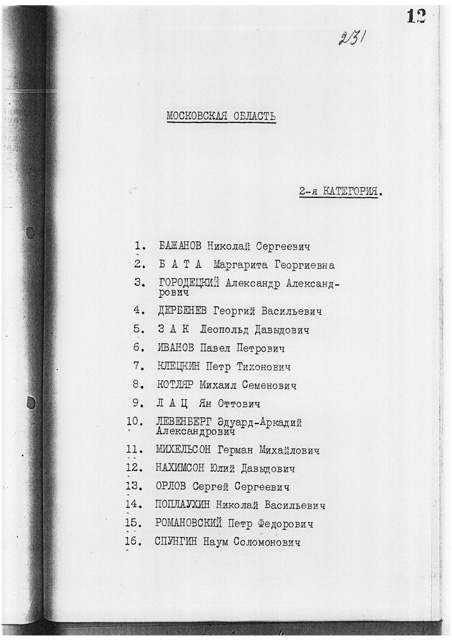 12
231
МОСКОВСКАЯ ОБЛАСТЬ
2-я КАТЕГОРИЯ.
1. БАЖАНОВ Николай Сергеевич
2. Б А Т А Маргарита Георгиевна
3. ГОРОДЕЦКИЙ Александр Александ-
рович
4. ДЕРБЕНЕВ Георгий Васильевич
5. З А К Леопольд Давыдович
6. ИВАНОВ Павел Петрович
7. КЛЕЦКИН Петр Тихонович
8. КОТЛЯР Михаил Семенович
9. Л А Ц Ян Оттович
10. ЛЕВЕНБЕРГ Эдуард-Аркадий
Александрович
11. МИХЕЛЬСОН Герман Михайлович
12. НАХИМСОН Юлий Давыдович
13. ОРЛОВ Сергей Сергеевич
14. ПОПЛАУХИН Николай Васильевич
15. РОМАНОВСКИЙ Петр Федорович
16. СПУНГИН Наум Соломонович